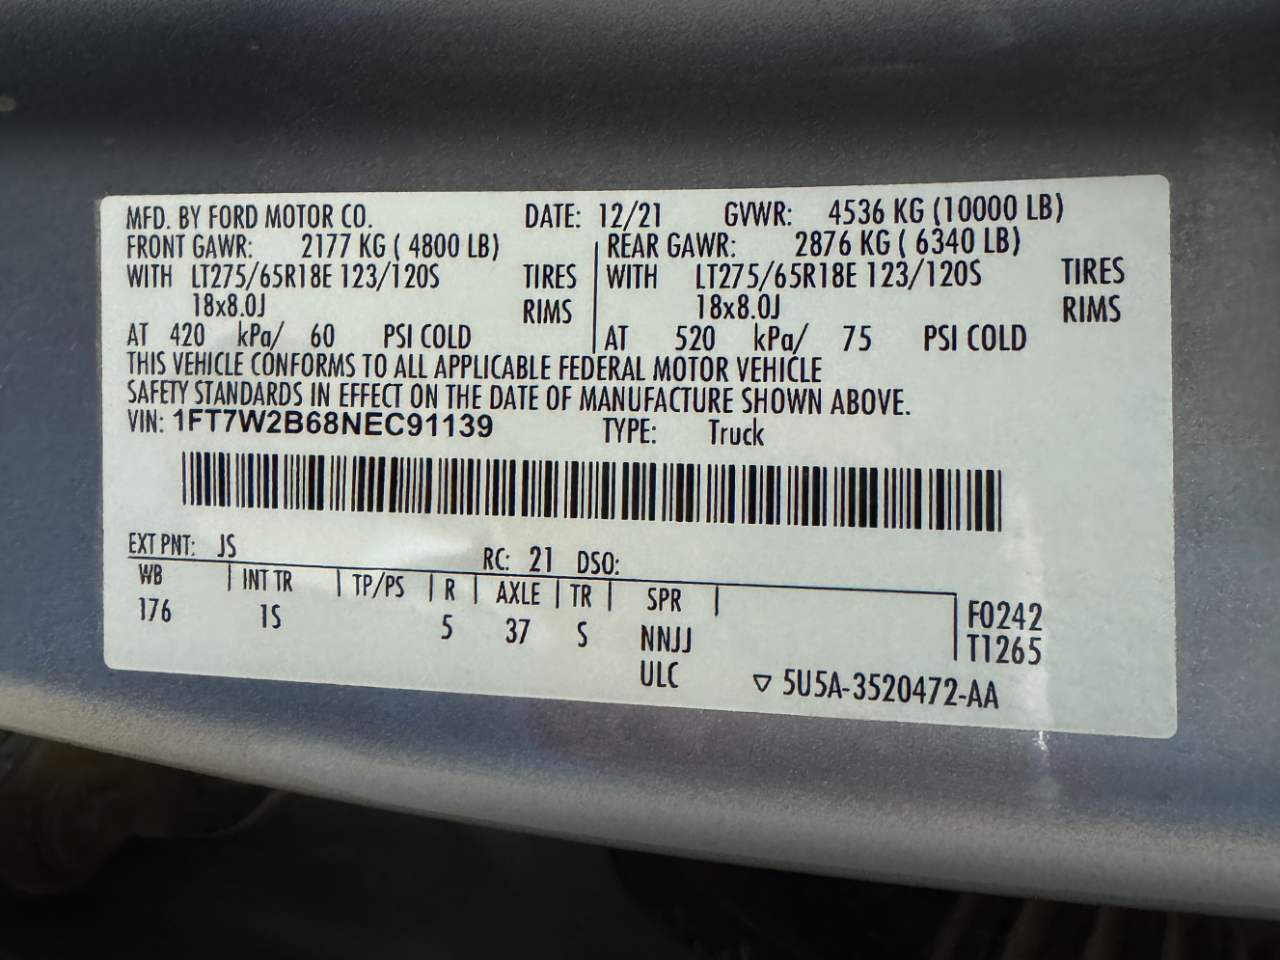 MFD. BY FORD MOTOR CO. DATE: 12/21 GVWR: 4536 KG (10000 LB)
FRONT GAWR: 2177 KG ( 4800 LB) REAR GAWR: 2876 KG ( 6340 LB)
WITH LT275/65R18E 123/120S TIRES WITH LT275/65R18E 123/120S TIRES
18x8.0J RIMS 18x8.0J RIMS
AT 420 kPa/ 60 PSI COLD AT 520 kPa/ 75 PSI COLD
THIS VEHICLE CONFORMS TO ALL APPLICABLE FEDERAL MOTOR VEHICLE
SAFETY STANDARDS IN EFFECT ON THE DATE OF MANUFACTURE SHOWN ABOVE.
VIN: 1FT7W2B68NEC91139 TYPE: Truck
EXT PNT: JS RC: 21 DSO:
WB INT TR TP/PS R AXLE TR SPR F0242
176 1S 5 37 S NNJJ T1265
ULC ▽ 5U5A-3520472-AA